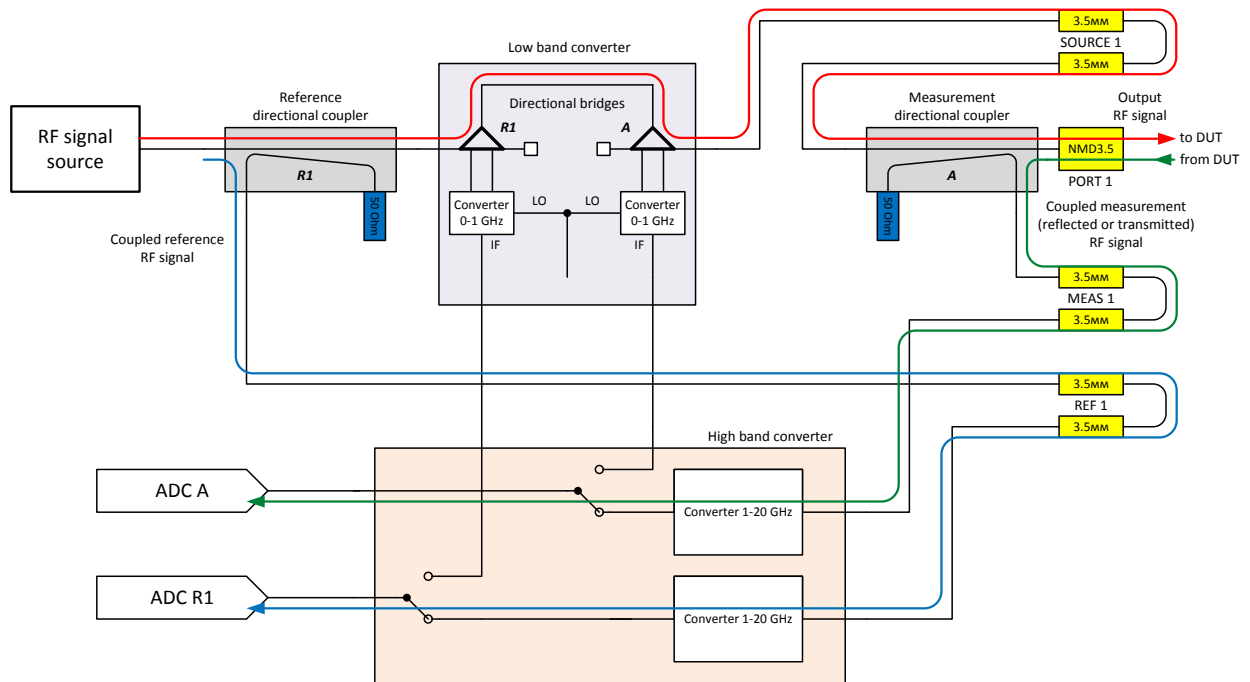 3.5мм
SOURCE 1
3.5мм
Low band converter
Reference
directional coupler
Directional bridges
Measurement
directional coupler
Output
RF signal
RF signal
source
R1
A
to DUT
NMD3.5
from DUT
R1
A
PORT 1
50 Ohm
Converter
0-1 GHz
LO
LO
Converter
0-1 GHz
50 Ohm
Coupled measurement
(reflected or transmitted)
RF signal
Coupled reference
RF signal
IF
IF
3.5мм
MEAS 1
3.5мм
3.5мм
REF 1
3.5мм
High band converter
ADC A
Converter 1-20 GHz
ADC R1
Converter 1-20 GHz